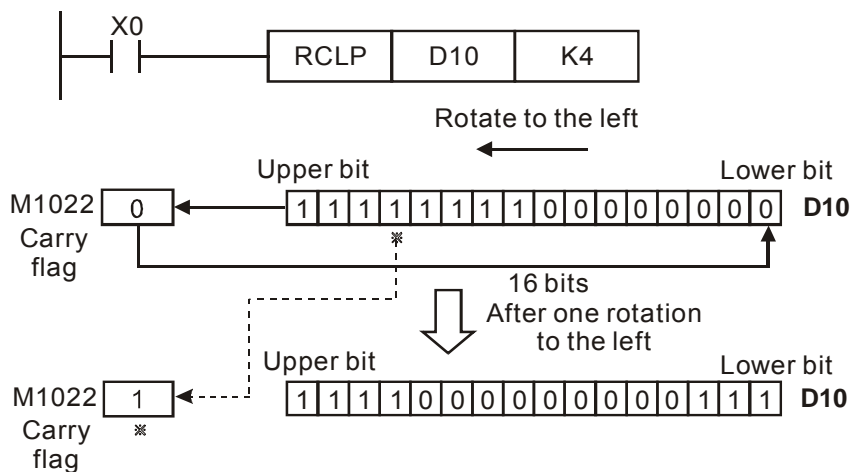 X0
RCLP D10 K4
Rotate to the left
Upper bit Lower bit
M1022 0 1 1 1 1 1 1 1 1 0 0 0 0 0 0 0 0 D10
Carry
flag
※
16 bits
After one rotation
to the left
Upper bit Lower bit
M1022 1 1 1 1 1 0 0 0 0 0 0 0 0 0 1 1 1 D10
Carry ※
flag